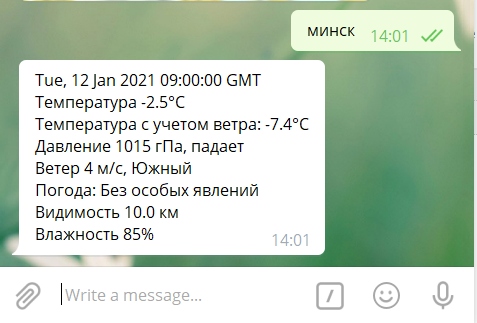 минск
14:01
Tue, 12 Jan 2021 09:00:00 GMT
Температура -2.5°C
Температура с учетом ветра: -7.4°C
Давление 1015 гПа, падает
Ветер 4 м/с, Южный
Погода: Без особых явлений
Видимость 10.0 км
Влажность 85%
14:01
Write a message...